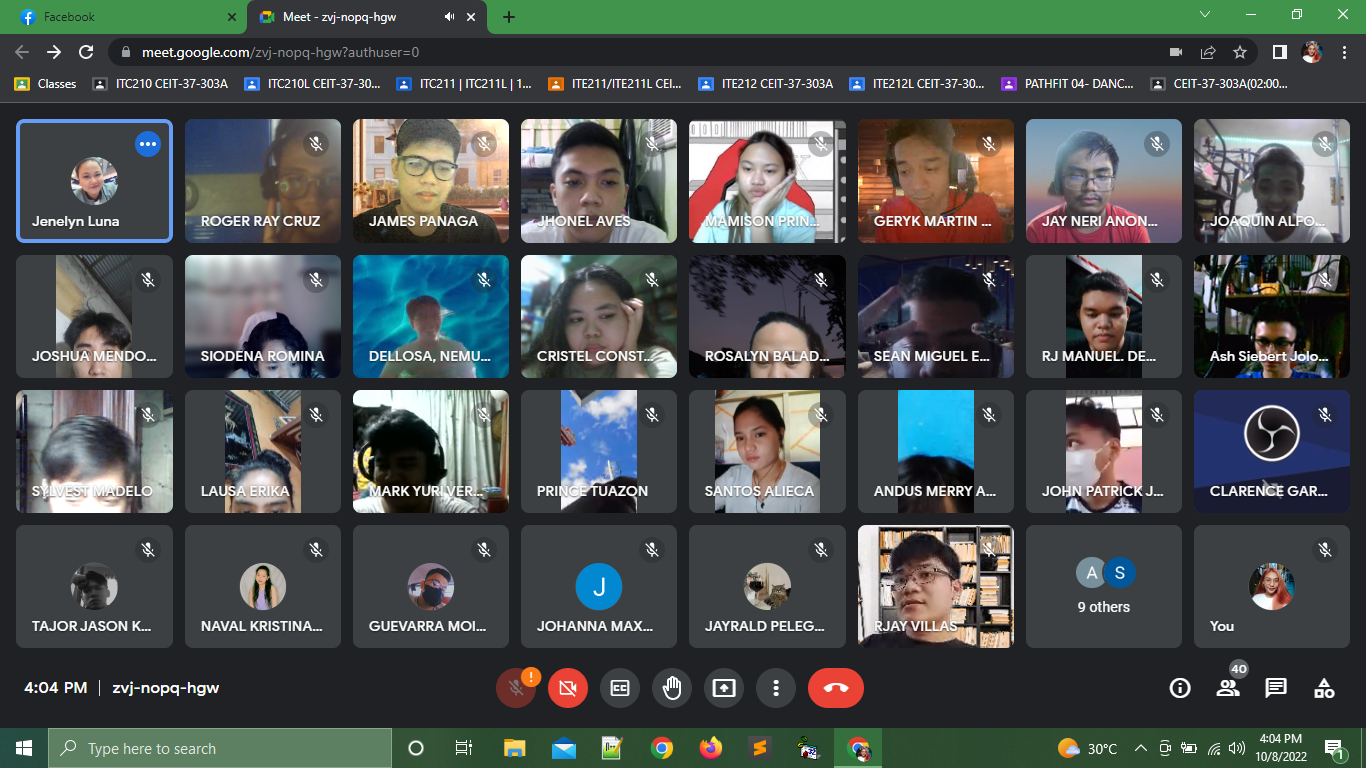 Facebook
Meet - zvj-nopq-hgw
meet.google.com/zvj-nopq-hgw?authuser=0
Classes
ITC210 CEIT-37-303A
ITC210L CEIT-37-30...
ITC211 | ITC211L | 1...
ITE211/ITE211L CEI...
ITE212 CEIT-37-303A
ITE212L CEIT-37-30...
PATHFIT 04- DANC...
CEIT-37-303A(02:00...
Jenelyn Luna
ROGER RAY CRUZ
JAMES PANAGA
JHONEL AVES
MAMISON PRIN...
GERYK MARTIN ...
JAY NERI ANON...
JOAQUIN ALFO...
JOSHUA MENDO...
SIODENA ROMINA
DELLOSA, NEMU...
CRISTEL CONST...
ROSALYN BALAD...
SEAN MIGUEL E...
RJ MANUEL. DE...
Ash Siebert Jolo...
SYLVEST MADELO
LAUSA ERIKA
MARK YURI VER...
PRINCE TUAZON
SANTOS ALIECA
ANDUS MERRY A...
JOHN PATRICK J...
CLARENCE GAR...
TAJOR JASON K...
NAVAL KRISTINA...
GUEVARRA MOI...
J
JOHANNA MAX...
JAYRALD PELEG...
RJAY VILLAS
A S
9 others
You
4:04 PM | zvj-nopq-hgw
!
CC
40
Type here to search
30°C
4:04 PM
10/8/2022
1